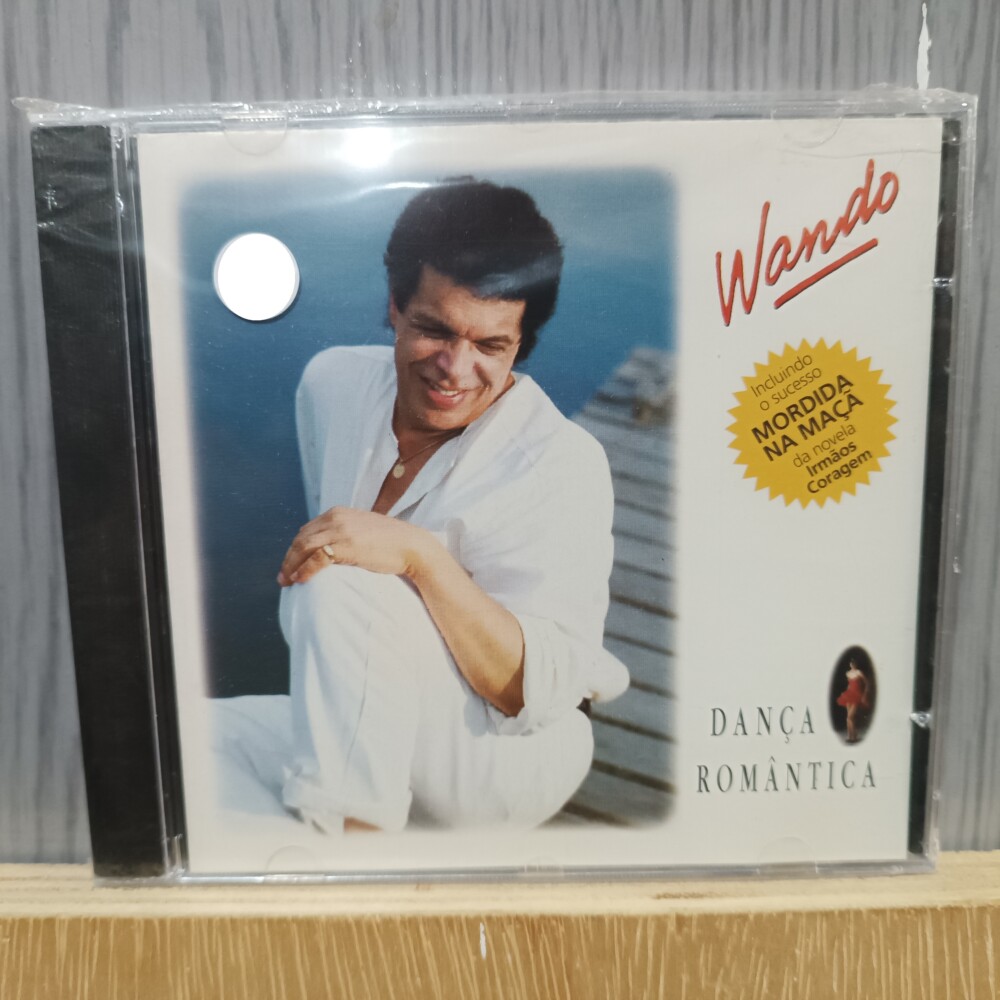 Wando
Incluindo
o sucesso
MORDIDA
NA MAÇÃ
da novela
Irmãos
Coragem
DANÇA
ROMÂNTICA